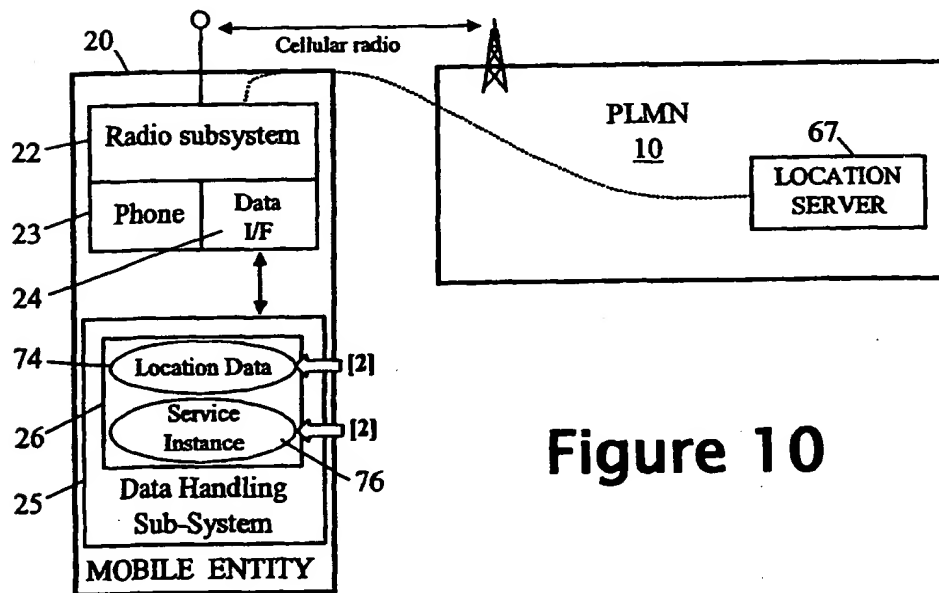 20
Cellular radio
Radio subsystem
22
Phone
Data
I/F
23
24
PLMN
10
67
LOCATION
SERVER
74
Location Data
[2]
26
Service
Instance
[2]
76
25
Data Handling
Sub-System
MOBILE ENTITY
Figure 10